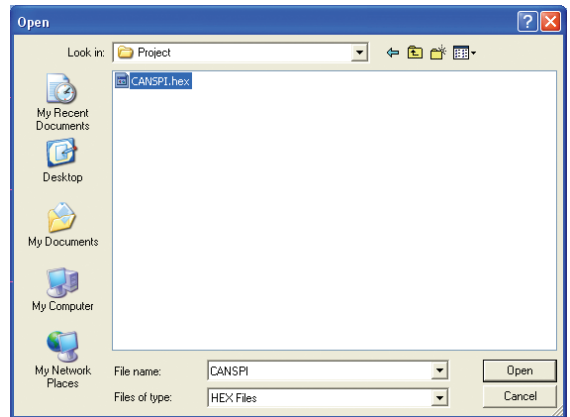 Open
Look in: Project
CANSPI.hex
My Recent
Documents
Desktop
My Documents
My Computer
My Network
Places
File name: CANSPI Open
Files of type: HEX Files Cancel